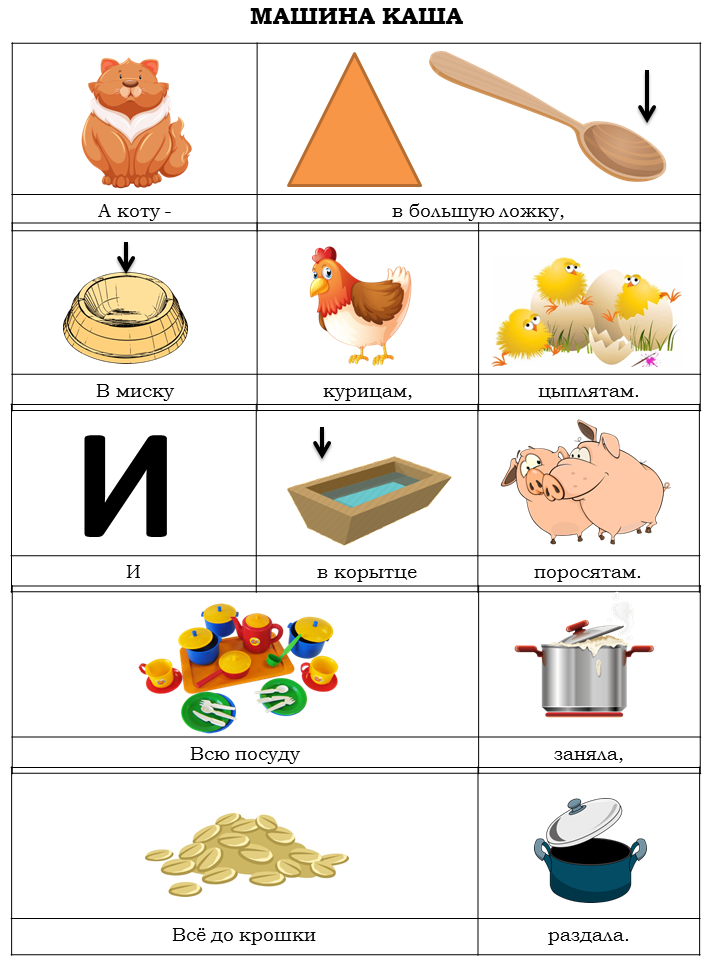 МАШИНА КАША
А коту - в большую ложку,
В миску курицам, цыплятам.
И
И в корытце поросятам.
Всю посуду заняла,
Всё до крошки раздала.